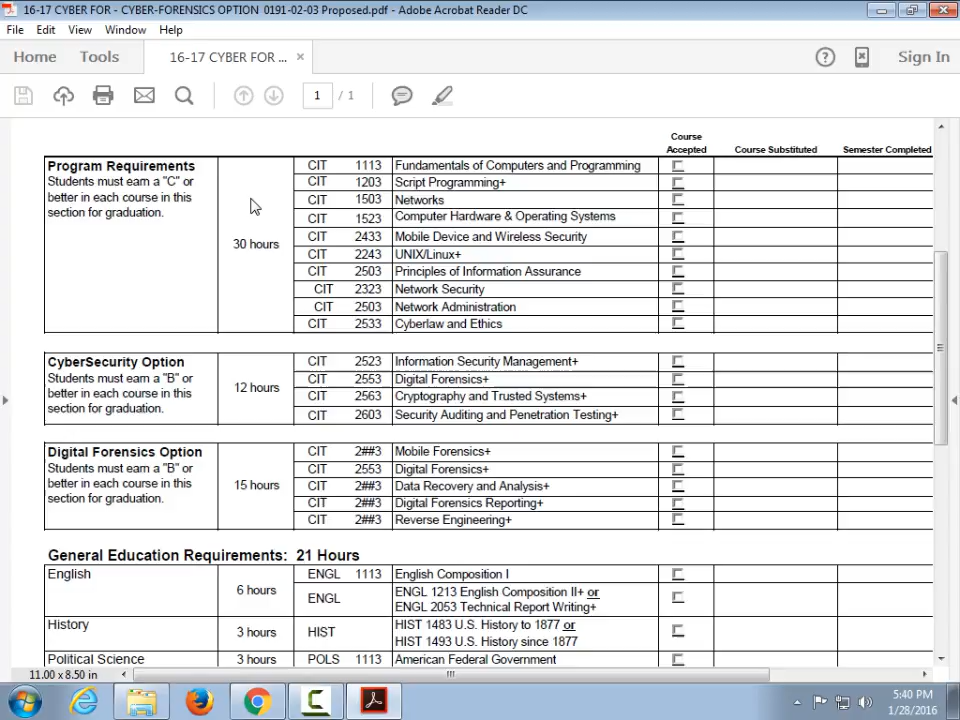 16-17 CYBER FOR - CYBER-FORENSICS OPTION 0191-02-03 Proposed.pdf - Adobe Acrobat Reader DC
File Edit View Window Help
Home Tools 16-17 CYBER FOR ... × Sign In
1 / 1
Course Accepted Course Substituted Semester Completed
Program Requirements
Students must earn a "C" or
better in each course in this
section for graduation.
30 hours
CIT 1113 Fundamentals of Computers and Programming
CIT 1203 Script Programming+
CIT 1503 Networks
CIT 1523 Computer Hardware & Operating Systems
CIT 2433 Mobile Device and Wireless Security
CIT 2243 UNIX/Linux+
CIT 2503 Principles of Information Assurance
CIT 2323 Network Security
CIT 2503 Network Administration
CIT 2533 Cyberlaw and Ethics
CyberSecurity Option
Students must earn a "B" or
better in each course in this
section for graduation.
12 hours
CIT 2523 Information Security Management+
CIT 2553 Digital Forensics+
CIT 2563 Cryptography and Trusted Systems+
CIT 2603 Security Auditing and Penetration Testing+
Digital Forensics Option
Students must earn a "B" or
better in each course in this
section for graduation.
15 hours
CIT 2##3 Mobile Forensics+
CIT 2553 Digital Forensics+
CIT 2##3 Data Recovery and Analysis+
CIT 2##3 Digital Forensics Reporting+
CIT 2##3 Reverse Engineering+
General Education Requirements: 21 Hours
English
6 hours
ENGL 1113 English Composition I
ENGL
ENGL 1213 English Composition II+ or
ENGL 2053 Technical Report Writing+
History
3 hours
HIST
HIST 1483 U.S. History to 1877 or
HIST 1493 U.S. History since 1877
Political Science 3 hours POLS 1113 American Federal Government
11.00 x 8.50 in
5:40 PM
1/28/2016